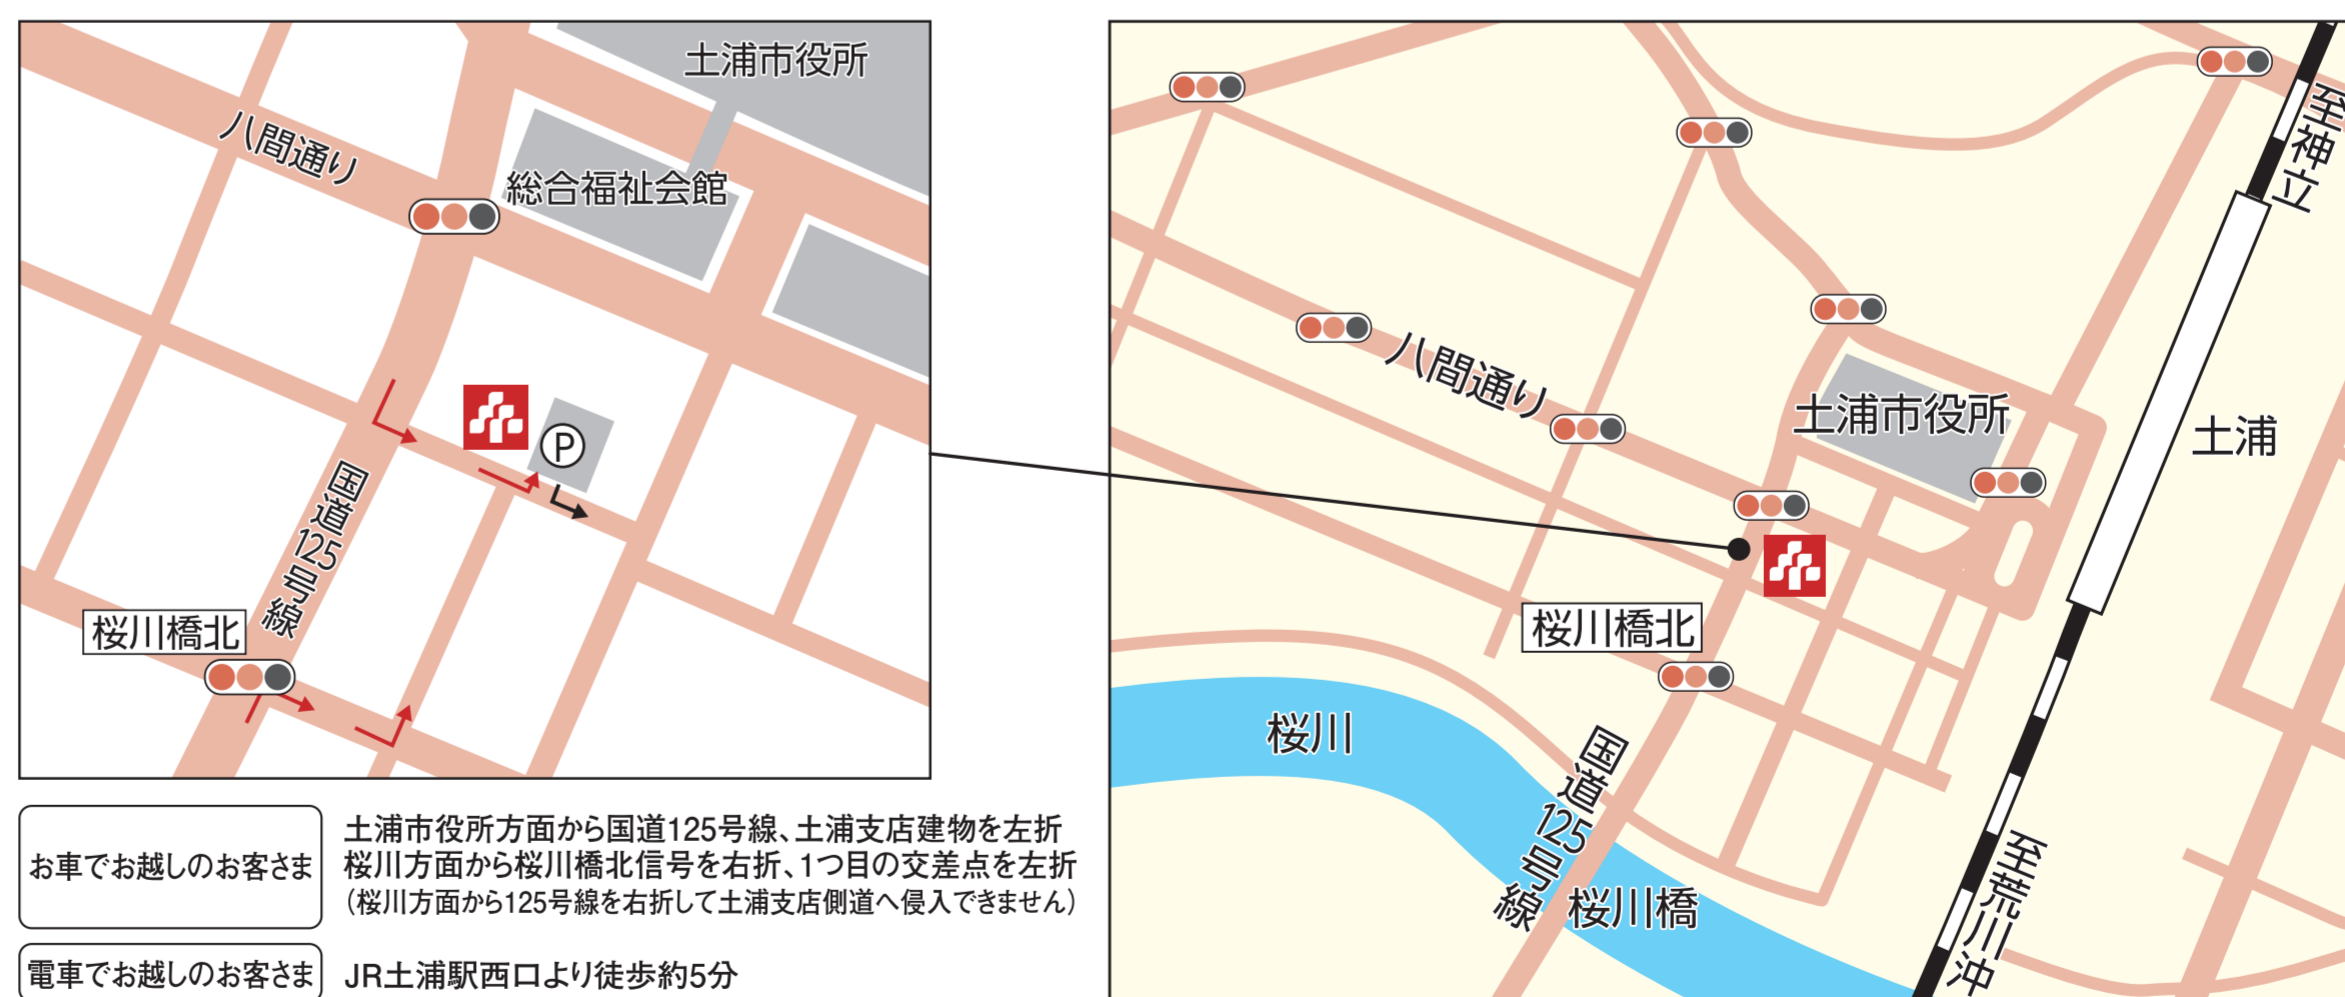 土浦市役所
八間通り
総合福祉会館
P
国道125号線
桜川橋北
至神立
八間通り
土浦市役所
土浦
桜川橋北
桜川
国道125号線
桜川橋
至荒川沖
お車でお越しのお客さま
土浦市役所方面から国道125号線、土浦支店建物を左折
桜川方面から桜川橋北信号を右折、1つ目の交差点を左折
（桜川方面から125号線を右折して土浦支店側道へ侵入できません）
電車でお越しのお客さま
JR土浦駅西口より徒歩約5分